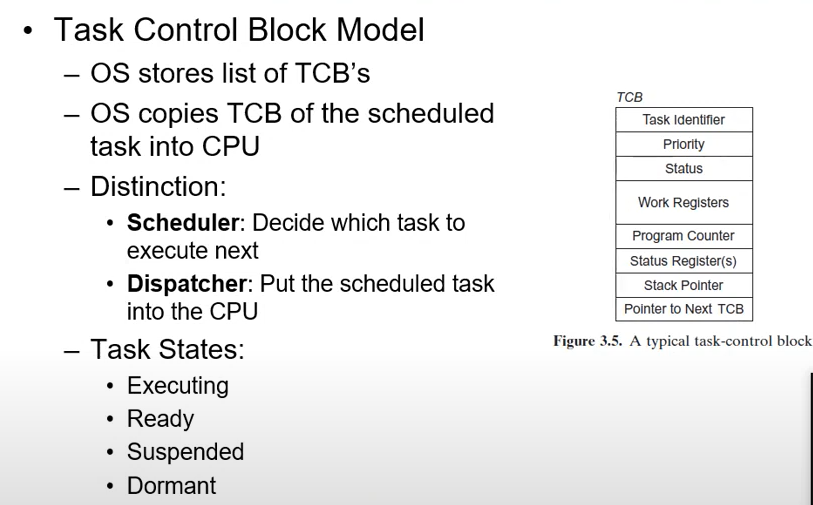 • Task Control Block Model
– OS stores list of TCB's
– OS copies TCB of the scheduled
task into CPU
– Distinction:
• Scheduler: Decide which task to
execute next
• Dispatcher: Put the scheduled task
into the CPU
– Task States:
• Executing
• Ready
• Suspended
• Dormant
TCB
Task Identifier
Priority
Status
Work Registers
Program Counter
Status Register(s)
Stack Pointer
Pointer to Next TCB
Figure 3.5. A typical task-control block